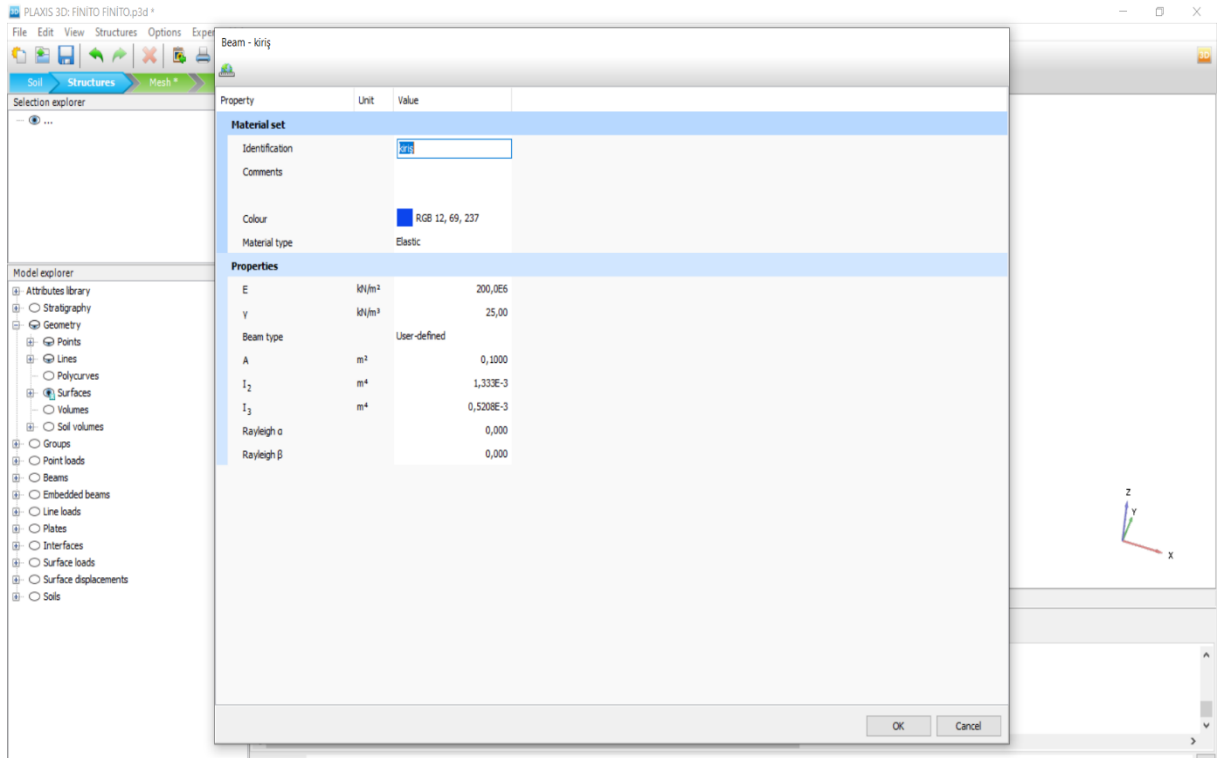 PLAXIS 3D: FİNİTO FİNİTO.p3d *
File Edit View Structures Options Exper
Beam - kiriş
Soil Structures Mesh *
Selection explorer
...
Property Unit Value
Material set
Identification kiriş
Comments
Colour RGB 12, 69, 237
Material type Elastic
Properties
E kN/m² 200,0E6
γ kN/m³ 25,00
Beam type User-defined
A m² 0,1000
I2 m⁴ 1,333E-3
I3 m⁴ 0,5208E-3
Rayleigh α 0,000
Rayleigh β 0,000
Model explorer
Attributes library
Stratigraphy
Geometry
Points
Lines
Polycurves
Surfaces
Volumes
Soil volumes
Groups
Point loads
Beams
Embedded beams
Line loads
Plates
Interfaces
Surface loads
Surface displacements
Soils
Z
Y
X
OK Cancel